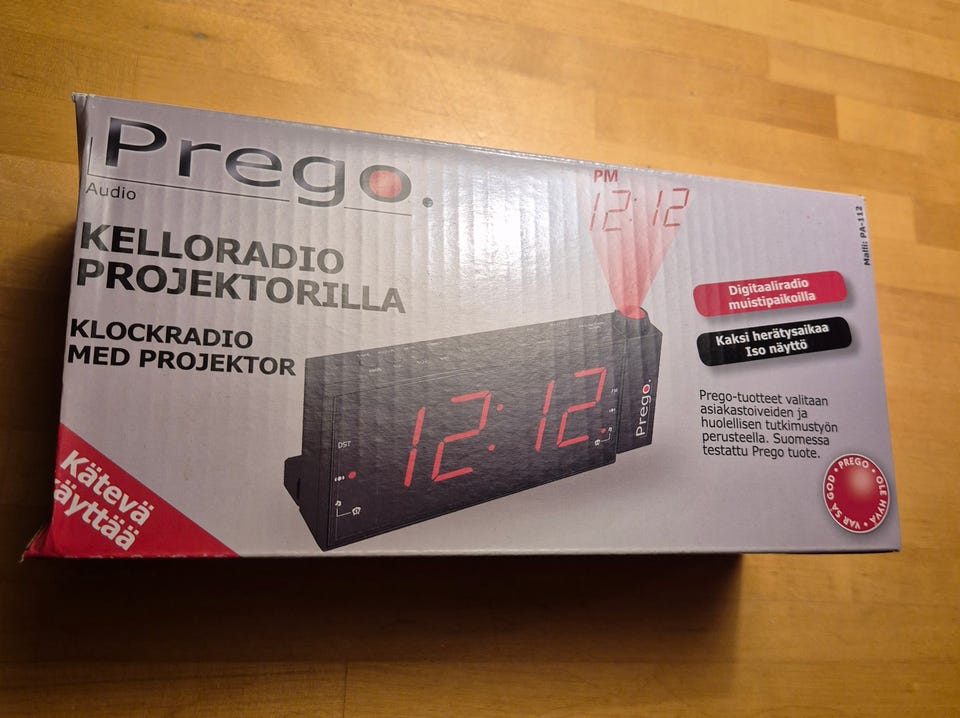 Prego.
Audio
KELLORADIO
PROJEKTORILLA
KLOCKRADIO
MED PROJEKTOR
Kätevä
äyttää
PM
12:12
DST
12:12
Prego.
Malli: PA-112
Digitaaliradio
muistipaikoilla
Kaksi herätysaikaa
Iso näyttö
Prego-tuotteet valitaan
asiakastoiveiden ja
huolellisen tutkimustyön
perusteella. Suomessa
testattu Prego tuote.
PREGO • OLE HYVÄ • VAR SÅ GOD •